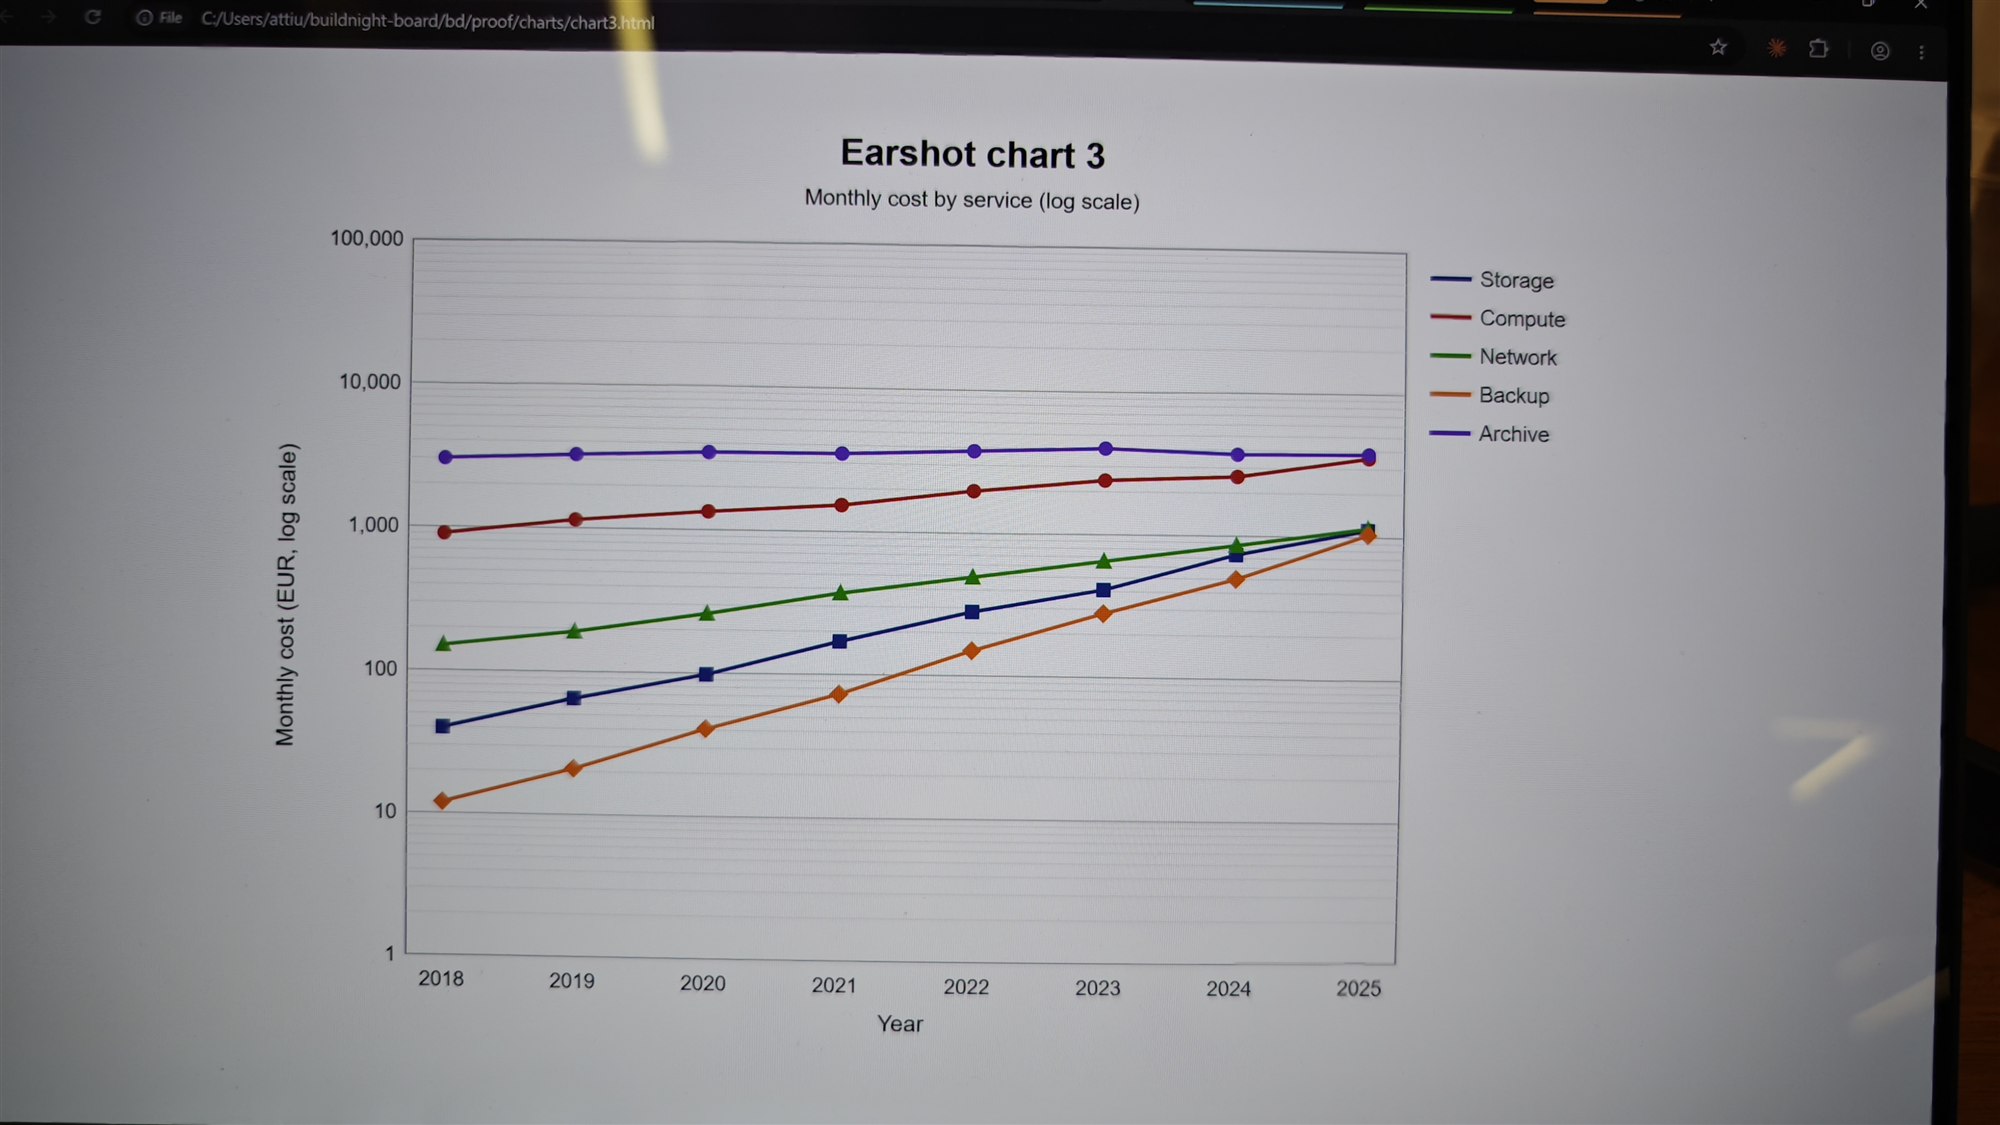 File C:/Users/attiu/buildnight-board/bd/proof/charts/chart3.html
Earshot chart 3
Monthly cost by service (log scale)
100,000
10,000
1,000
100
10
1
Monthly cost (EUR, log scale)
2018 2019 2020 2021 2022 2023 2024 2025
Year
Storage
Compute
Network
Backup
Archive